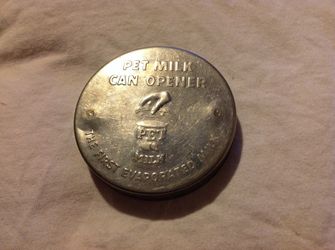 PET MILK
CAN OPENER
PET
MILK
THE FIRST EVAPORATED MILK